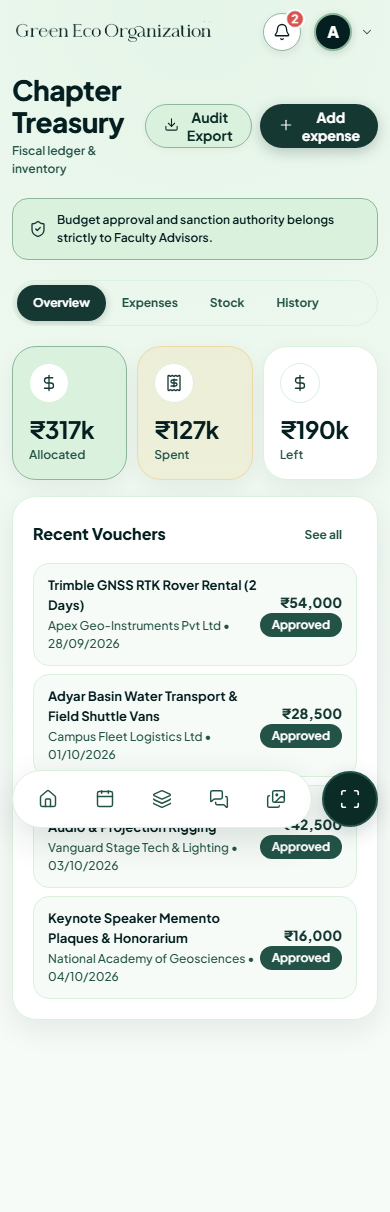 Green Eco Organization
2
A
Chapter
Treasury
Fiscal ledger &
inventory
Audit
Export
Add
expense
Budget approval and sanction authority belongs
strictly to Faculty Advisors.
Overview
Expenses
Stock
History
₹317k
Allocated
₹127k
Spent
₹190k
Left
Recent Vouchers
See all
Trimble GNSS RTK Rover Rental (2
Days)
Apex Geo-Instruments Pvt Ltd •
28/09/2026
₹54,000
Approved
Adyar Basin Water Transport &
Field Shuttle Vans
Campus Fleet Logistics Ltd •
01/10/2026
₹28,500
Approved
Audio & Projection Rigging
Vanguard Stage Tech & Lighting •
03/10/2026
₹42,500
Approved
Keynote Speaker Memento
Plaques & Honorarium
National Academy of Geosciences •
04/10/2026
₹16,000
Approved